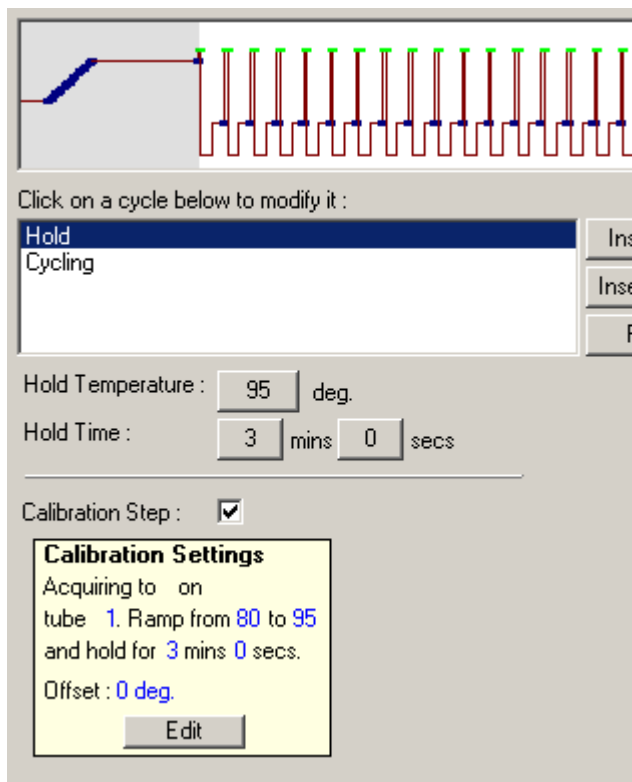 Click on a cycle below to modify it :
Hold
Ins
Cycling
Inse
Hold Temperature : 95 deg.
Hold Time : 3 mins 0 secs
Calibration Step :
Calibration Settings
Acquiring to on
tube 1. Ramp from 80 to 95
and hold for 3 mins 0 secs.
Offset : 0 deg.
Edit